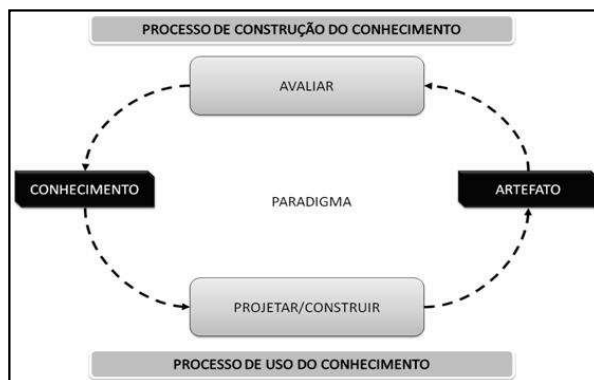 PROCESSO DE CONSTRUÇÃO DO CONHECIMENTO
AVALIAR
CONHECIMENTO
PARADIGMA
ARTEFATO
PROJETAR/CONSTRUIR
PROCESSO DE USO DO CONHECIMENTO